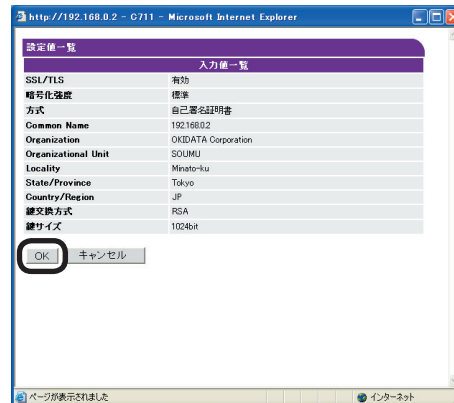 http://192.168.0.2 - C711 - Microsoft Internet Explorer
設定値一覧
入力値一覧
SSL/TLS 有効
暗号化強度 標準
方式 自己署名証明書
Common Name 192.168.0.2
Organization OKIDATA Corporation
Organizational Unit SOUMU
Locality Minato-ku
State/Province Tokyo
Country/Region JP
鍵交換方式 RSA
鍵サイズ 1024bit
OK キャンセル
ページが表示されました インターネット